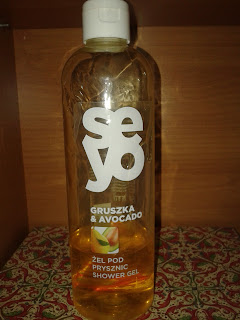 se
yo
GRUSZKA
& AVOCADO
ŻEL POD
PRYSZNIC
SHOWER GEL